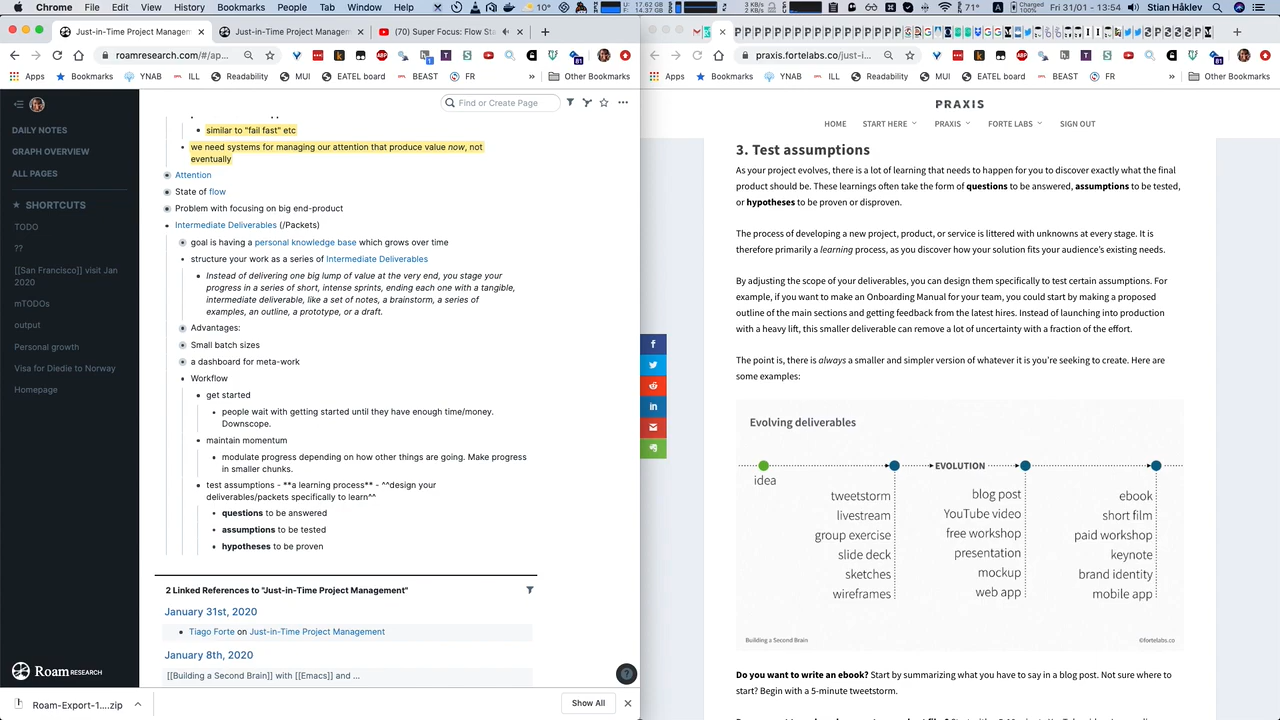 Chrome File Edit View History Bookmarks People Tab Window Help
10°
U: 17.62 GB
F: 14.37 GB
3 KB/s
2 KB/s
71° Charged 100% Fri 31/01 - 13:54 Stian Håklev
Just-in-Time Project Managem
Just-in-Time Project Managem
(70) Super Focus: Flow Sta
roamresearch.com/#/ap...
praxis.fortelabs.co/just-i...
Apps Bookmarks YNAB ILL Readability MUI EATEL board BEAST FR » Other Bookmarks
Apps Bookmarks YNAB ILL Readability MUI EATEL board BEAST FR » Other Bookmarks
Find or Create Page
DAILY NOTES
GRAPH OVERVIEW
ALL PAGES
★ SHORTCUTS
TODO
??
[[San Francisco]] visit Jan 2020
mTODOs
output
Personal growth
Visa for Diedie to Norway
Homepage
Roam RESEARCH
similar to "fail fast" etc
we need systems for managing our attention that produce value now, not
eventually
Attention
State of flow
Problem with focusing on big end-product
Intermediate Deliverables (/Packets)
goal is having a personal knowledge base which grows over time
structure your work as a series of Intermediate Deliverables
Instead of delivering one big lump of value at the very end, you stage your
progress in a series of short, intense sprints, ending each one with a tangible,
intermediate deliverable, like a set of notes, a brainstorm, a series of
examples, an outline, a prototype, or a draft.
Advantages:
Small batch sizes
a dashboard for meta-work
Workflow
get started
people wait with getting started until they have enough time/money.
Downscope.
maintain momentum
modulate progress depending on how other things are going. Make progress
in smaller chunks.
test assumptions - **a learning process** - ^^design your
deliverables/packets specifically to learn^^
questions to be answered
assumptions to be tested
hypotheses to be proven
2 Linked References to "Just-in-Time Project Management"
January 31st, 2020
Tiago Forte on Just-in-Time Project Management
January 8th, 2020
[[Building a Second Brain]] with [[Emacs]] and ...
Roam-Export-1....zip
Show All
PRAXIS
HOME START HERE PRAXIS FORTE LABS SIGN OUT
3. Test assumptions
As your project evolves, there is a lot of learning that needs to happen for you to discover exactly what the final
product should be. These learnings often take the form of questions to be answered, assumptions to be tested,
or hypotheses to be proven or disproven.
The process of developing a new project, product, or service is littered with unknowns at every stage. It is
therefore primarily a learning process, as you discover how your solution fits your audience's existing needs.
By adjusting the scope of your deliverables, you can design them specifically to test certain assumptions. For
example, if you want to make an Onboarding Manual for your team, you could start by making a proposed
outline of the main sections and getting feedback from the latest hires. Instead of launching into production
with a heavy lift, this smaller deliverable can remove a lot of uncertainty with a fraction of the effort.
The point is, there is always a smaller and simpler version of whatever it is you're seeking to create. Here are
some examples:
Evolving deliverables
EVOLUTION
idea
tweetstorm
livestream
group exercise
slide deck
sketches
wireframes
blog post
YouTube video
free workshop
presentation
mockup
web app
ebook
short film
paid workshop
keynote
brand identity
mobile app
Building a Second Brain
©fortelabs.co
Do you want to write an ebook? Start by summarizing what you have to say in a blog post. Not sure where to
start? Begin with a 5-minute tweetstorm.